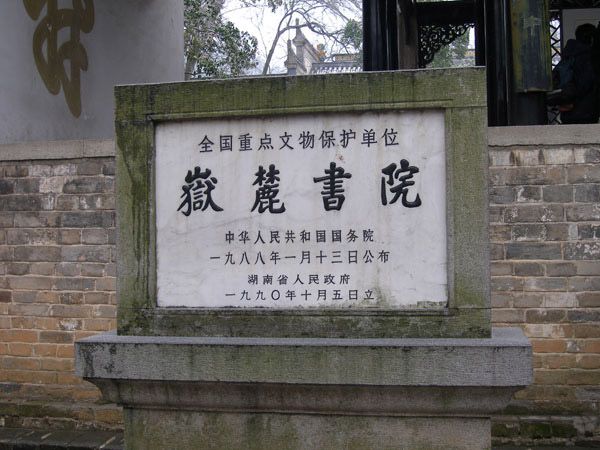 全国重点文物保护单位
嶽麓書院
中华人民共和国国务院
一九八八年一月十三日公布
湖南省人民政府
一九九〇年十月五日立